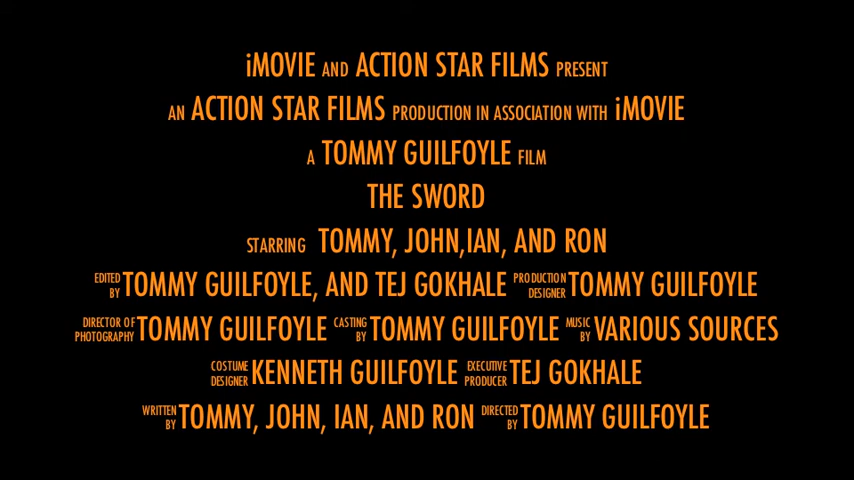 iMOVIE AND ACTION STAR FILMS PRESENT
AN ACTION STAR FILMS PRODUCTION IN ASSOCIATION WITH iMOVIE
A TOMMY GUILFOYLE FILM
THE SWORD
STARRING TOMMY, JOHN,IAN, AND RON
EDITED BY TOMMY GUILFOYLE, AND TEJ GOKHALE PRODUCTION DESIGNER TOMMY GUILFOYLE
DIRECTOR OF PHOTOGRAPHY TOMMY GUILFOYLE CASTING BY TOMMY GUILFOYLE MUSIC BY VARIOUS SOURCES
COSTUME DESIGNER KENNETH GUILFOYLE EXECUTIVE PRODUCER TEJ GOKHALE
WRITTEN BY TOMMY, JOHN, IAN, AND RON DIRECTED BY TOMMY GUILFOYLE